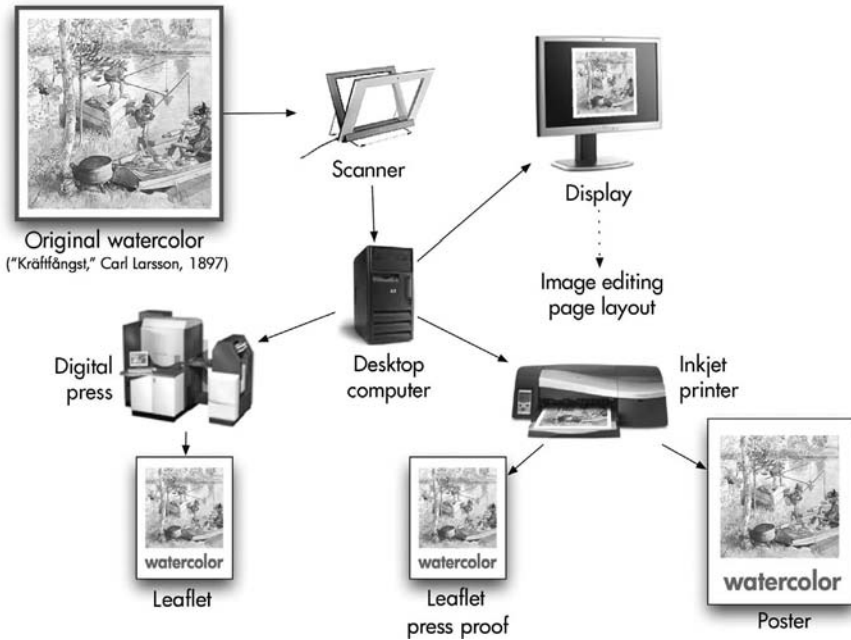 Scanner
Display
Original watercolor
("Kräftfångst," Carl Larsson, 1897)
Image editing
page layout
Digital
press
Desktop
computer
Inkjet
printer
watercolor
Leaflet
watercolor
Leaflet
press proof
watercolor
Poster